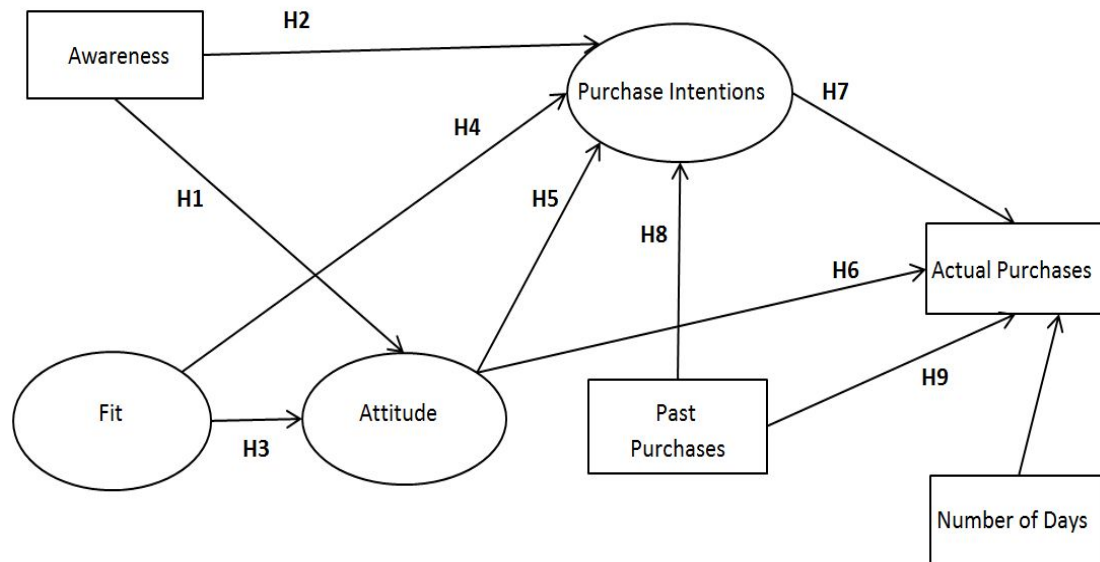 H2
Awareness
Purchase Intentions
H7
H4
H1
H5
H8
Actual Purchases
H6
Fit
Attitude
H9
Past
Purchases
H3
Number of Days